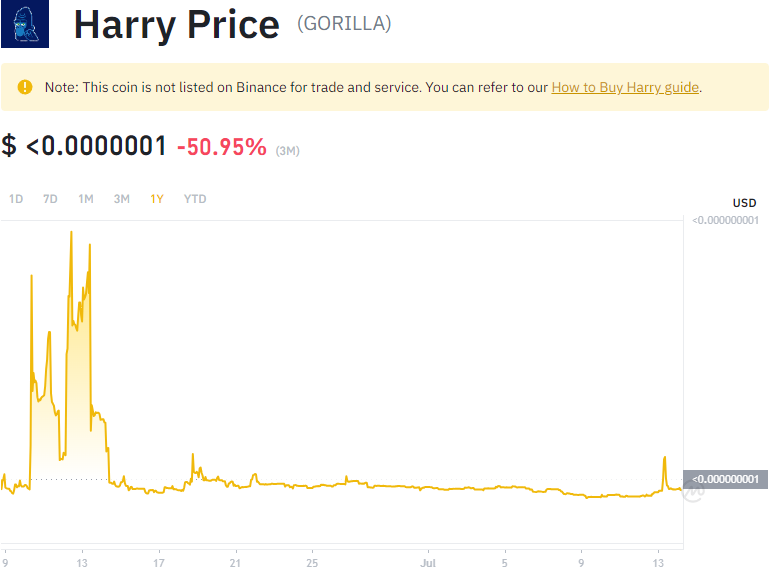 Harry Price (GORILLA)
Note: This coin is not listed on Binance for trade and service. You can refer to our How to Buy Harry guide.
$ <0.0000001 -50.95% (3M)
1D 7D 1M 3M 1Y YTD
USD
<0.000000001
<0.000000001
9 13 17 21 25 Jul 5 9 13